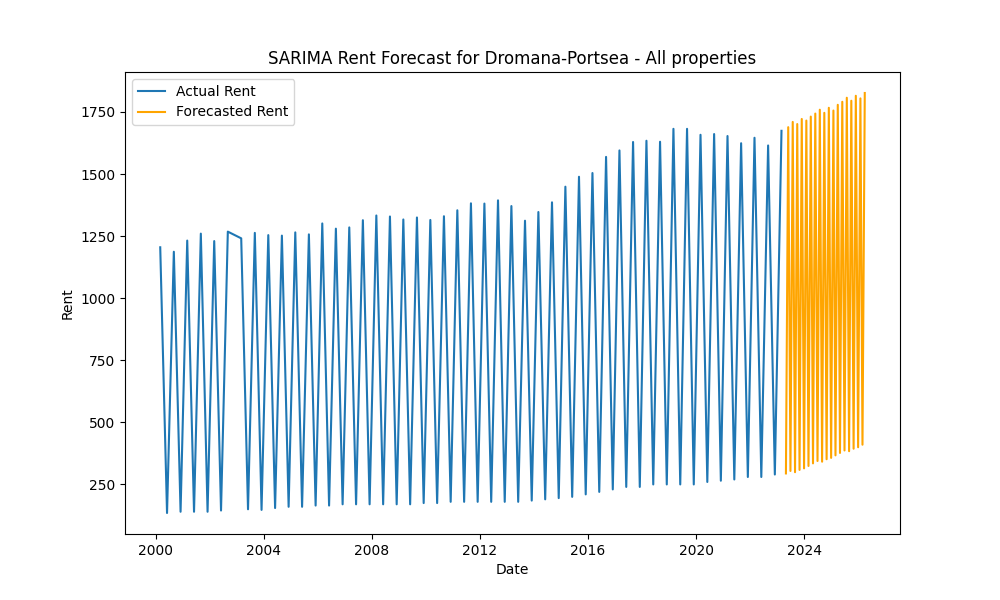 SARIMA Rent Forecast for Dromana-Portsea - All properties
Actual Rent
Forecasted Rent
1750
1500
1250
1000
750
500
250
Rent
2000 2004 2008 2012 2016 2020 2024
Date